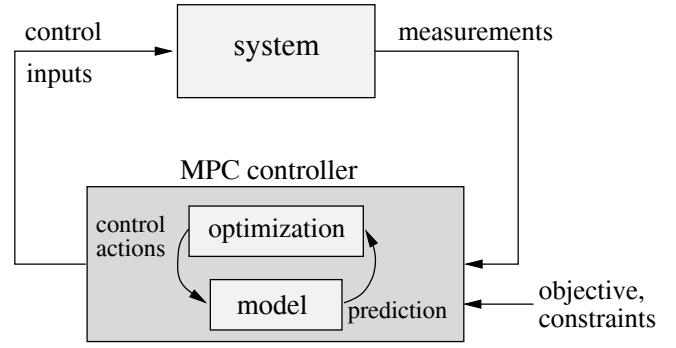 control
inputs
system
measurements
MPC controller
control
actions
optimization
model
prediction
objective,
constraints